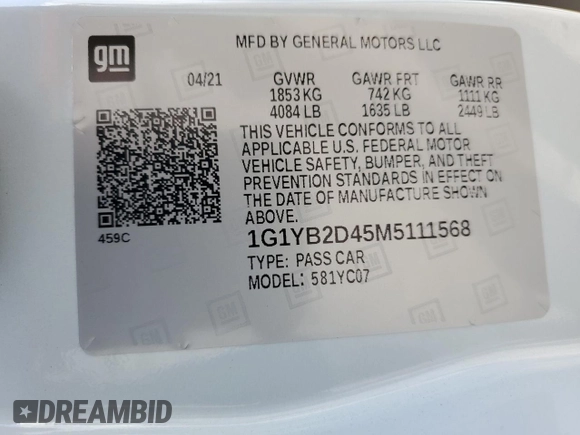 gm
MFD BY GENERAL MOTORS LLC
04/21 GVWR GAWR FRT GAWR RR
1853 KG 742 KG 1111 KG
4084 LB 1635 LB 2449 LB
THIS VEHICLE CONFORMS TO ALL
APPLICABLE U.S. FEDERAL MOTOR
VEHICLE SAFETY, BUMPER, AND THEFT
PREVENTION STANDARDS IN EFFECT ON
THE DATE OF MANUFACTURE SHOWN
ABOVE.
459C
1G1YB2D45M5111568
TYPE: PASS CAR
MODEL: 581YC07
DREAMBID